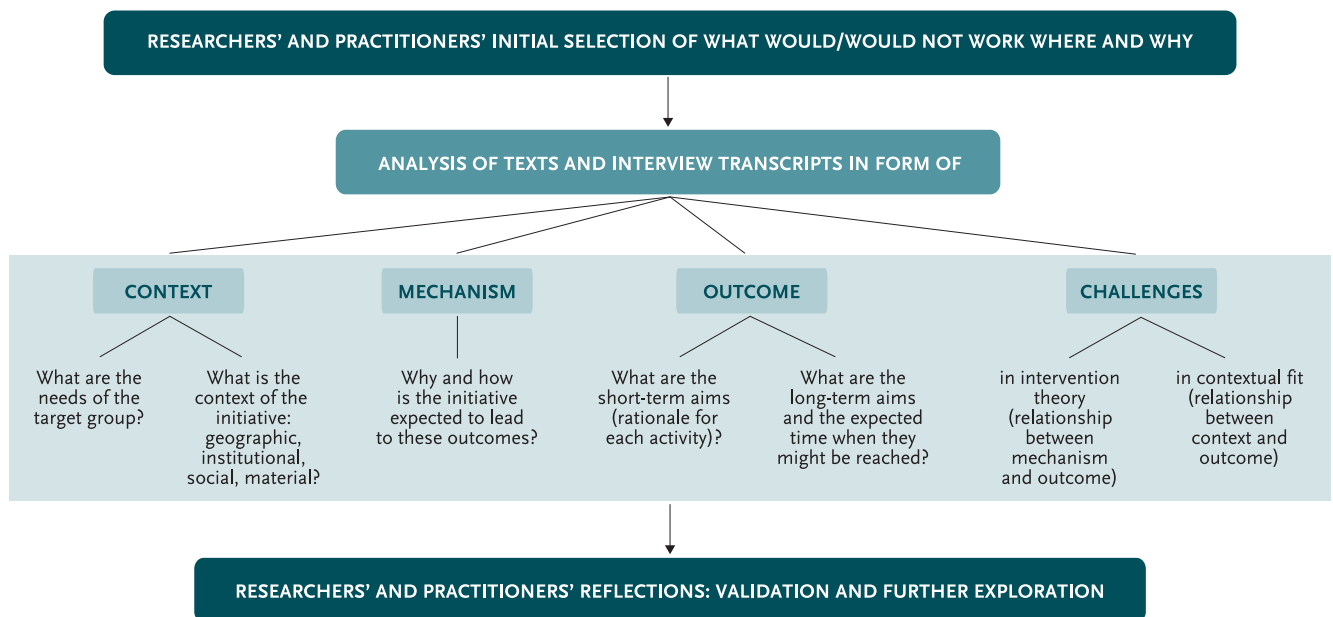 RESEARCHERS’ AND PRACTITIONERS’ INITIAL SELECTION OF WHAT WOULD/WOULD NOT WORK WHERE AND WHY
ANALYSIS OF TEXTS AND INTERVIEW TRANSCRIPTS IN FORM OF
CONTEXT
What are the
needs of the
target group?
What is the
context of the
initiative:
geographic,
institutional,
social, material?
MECHANISM
Why and how
is the initiative
expected to lead
to these outcomes?
OUTCOME
What are the
short-term aims
(rationale for
each activity)?
What are the
long-term aims
and the expected
time when they
might be reached?
CHALLENGES
in intervention
theory
(relationship
between
mechanism
and outcome)
in contextual fit
(relationship
between
context and
outcome)
RESEARCHERS’ AND PRACTITIONERS’ REFLECTIONS: VALIDATION AND FURTHER EXPLORATION